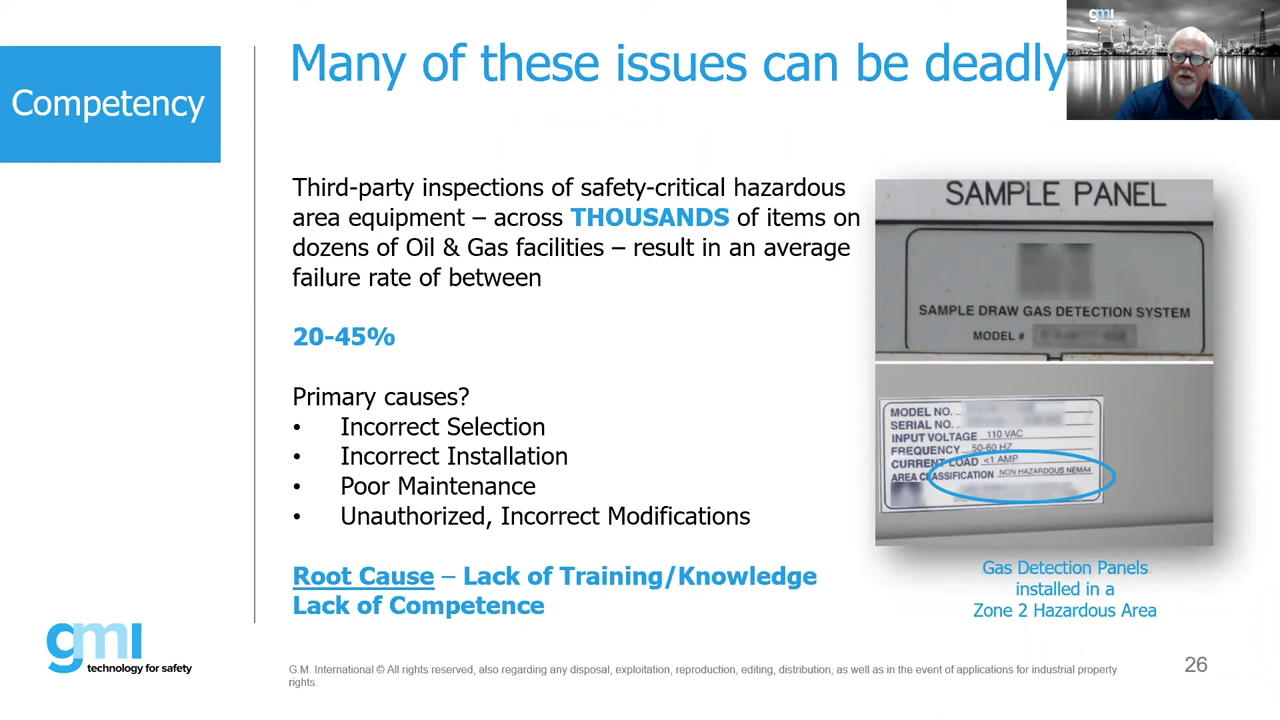 Many of these issues can be deadly
gmi
Competency
Third-party inspections of safety-critical hazardous
area equipment – across THOUSANDS of items on
dozens of Oil & Gas facilities – result in an average
failure rate of between
20-45%
Primary causes?
• Incorrect Selection
• Incorrect Installation
• Poor Maintenance
• Unauthorized, Incorrect Modifications
Root Cause – Lack of Training/Knowledge
Lack of Competence
SAMPLE PANEL
SAMPLE DRAW GAS DETECTION SYSTEM
MODEL #
MODEL NO.
SERIAL NO.
INPUT VOLTAGE 110 VAC
FREQUENCY 50-60 HZ
CURRENT LOAD <1 AMP
AREA CLASSIFICATION NON HAZARDOUS NEMA4
Gas Detection Panels
installed in a
Zone 2 Hazardous Area
gmi
technology for safety
G.M. International © All rights reserved, also regarding any disposal, exploitation, reproduction, editing, distribution, as well as in the event of applications for industrial property
rights.
26